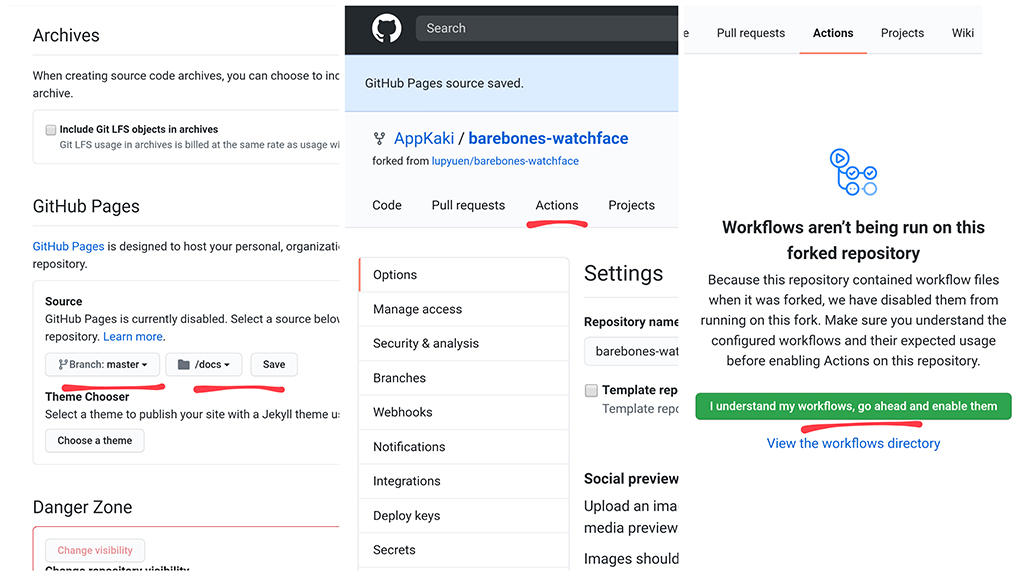 Archives
When creating source code archives, you can choose to
archive.
Include Git LFS objects in archives
Git LFS usage in archives is billed at the same rate as usage
GitHub Pages
GitHub Pages is designed to host your personal,
repository.
Source
GitHub Pages is currently disabled. Select a source
repository. Learn more.
Branch: master
/docs
Save
Theme Chooser
Select a theme to publish your site with a Jekyll theme
Choose a theme
Danger Zone
Change visibility
Change repository visibility
Search
GitHub Pages source saved.
AppKaki / barebones-watchface
forked from lupyuen/barebones-watchface
Code
Pull requests
Actions
Projects
Options
Manage access
Security & analysis
Branches
Webhooks
Notifications
Integrations
Deploy keys
Secrets
Settings
Repository name
barebones-wat
Template rep
Template repo
Social preview
Upload an ima
media preview
Images should
Pull requests
Actions
Projects
Wiki
Workflows aren’t being run on this
forked repository
Because this repository contained workflow files
when it was forked, we have disabled them from
running on this fork. Make sure you understand the
configured workflows and their expected usage
before enabling Actions on this repository.
I understand my workflows, go ahead and enable them
View the workflows directory